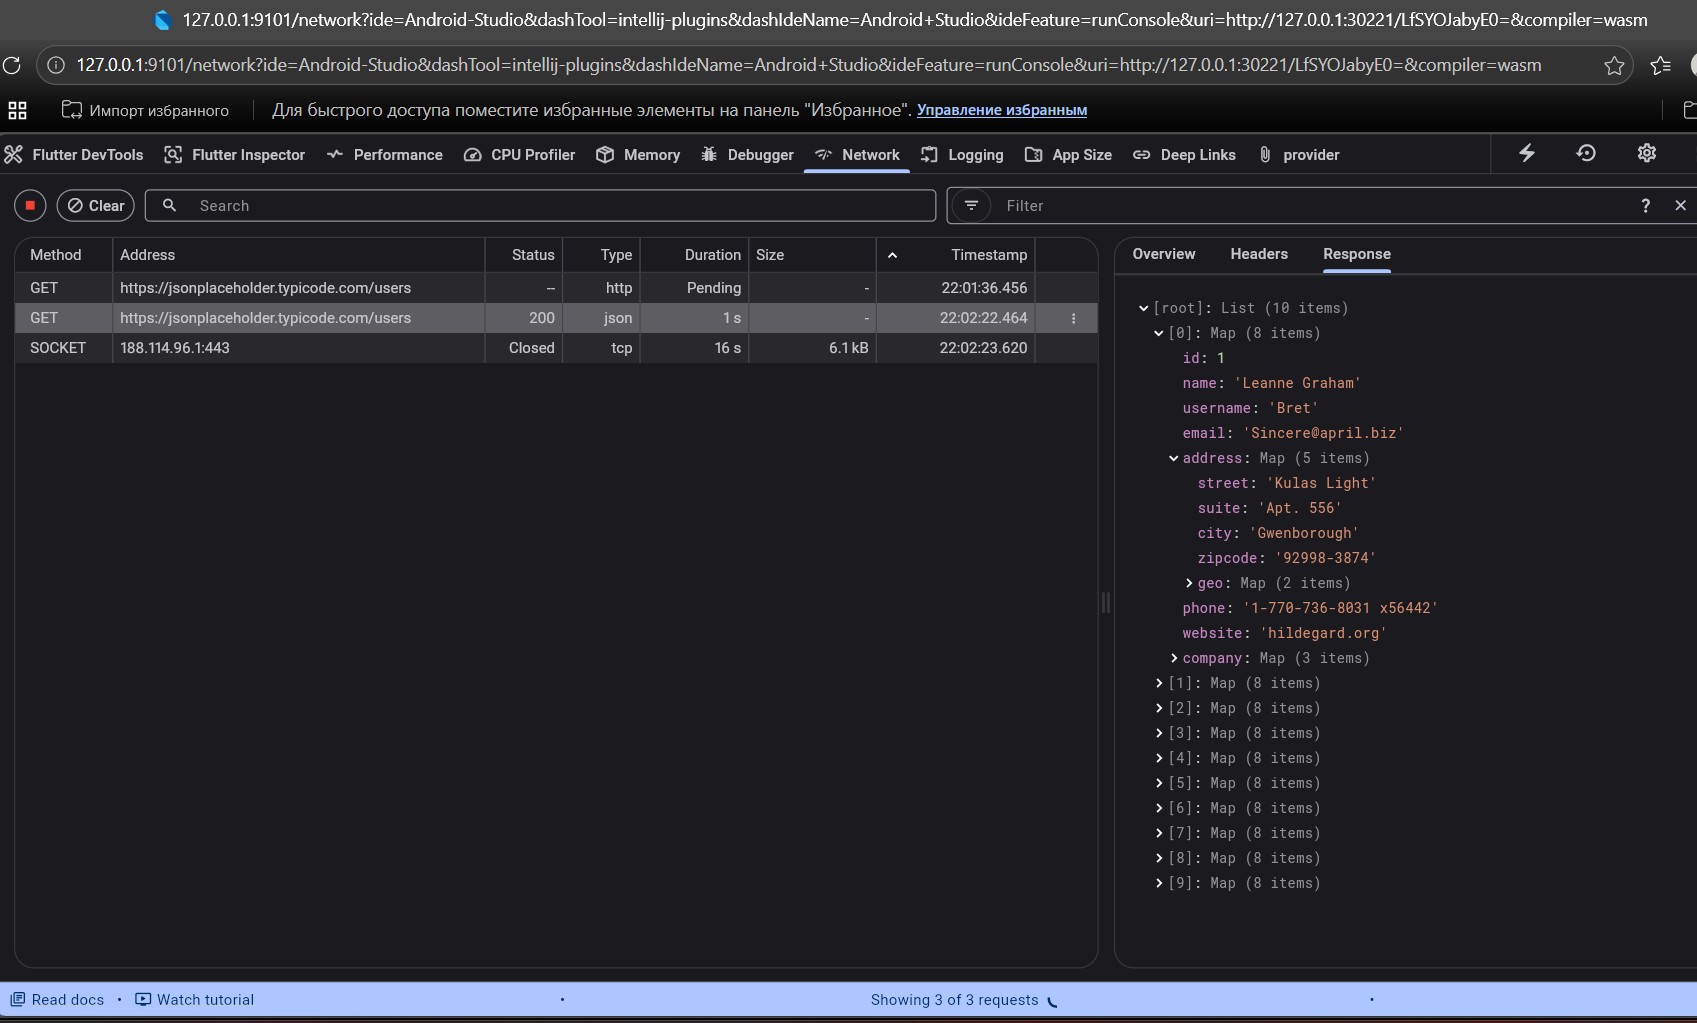 127.0.0.1:9101/network?ide=Android-Studio&dashTool=intellij-plugins&dashIdeName=Android+Studio&ideFeature=runConsole&uri=http://127.0.0.1:30221/LfSYOJabyE0=&compiler=wasm
127.0.0.1:9101/network?ide=Android-Studio&dashTool=intellij-plugins&dashIdeName=Android+Studio&ideFeature=runConsole&uri=http://127.0.0.1:30221/LfSYOJabyE0=&compiler=wasm
Импорт избранного Для быстрого доступа поместите избранные элементы на панель "Избранное". Управление избранным
Flutter DevTools Flutter Inspector Performance CPU Profiler Memory Debugger Network Logging App Size Deep Links provider
Clear Search Filter ?
Method Address Status Type Duration Size Timestamp
GET https://jsonplaceholder.typicode.com/users -- http Pending - 22:01:36.456
GET https://jsonplaceholder.typicode.com/users 200 json 1 s - 22:02:22.464
SOCKET 188.114.96.1:443 Closed tcp 16 s 6.1 kB 22:02:23.620
Overview Headers Response
[root]: List (10 items)
[0]: Map (8 items)
id: 1
name: 'Leanne Graham'
username: 'Bret'
email: 'Sincere@april.biz'
address: Map (5 items)
street: 'Kulas Light'
suite: 'Apt. 556'
city: 'Gwenborough'
zipcode: '92998-3874'
geo: Map (2 items)
phone: '1-770-736-8031 x56442'
website: 'hildegard.org'
company: Map (3 items)
[1]: Map (8 items)
[2]: Map (8 items)
[3]: Map (8 items)
[4]: Map (8 items)
[5]: Map (8 items)
[6]: Map (8 items)
[7]: Map (8 items)
[8]: Map (8 items)
[9]: Map (8 items)
Read docs • Watch tutorial • Showing 3 of 3 requests •